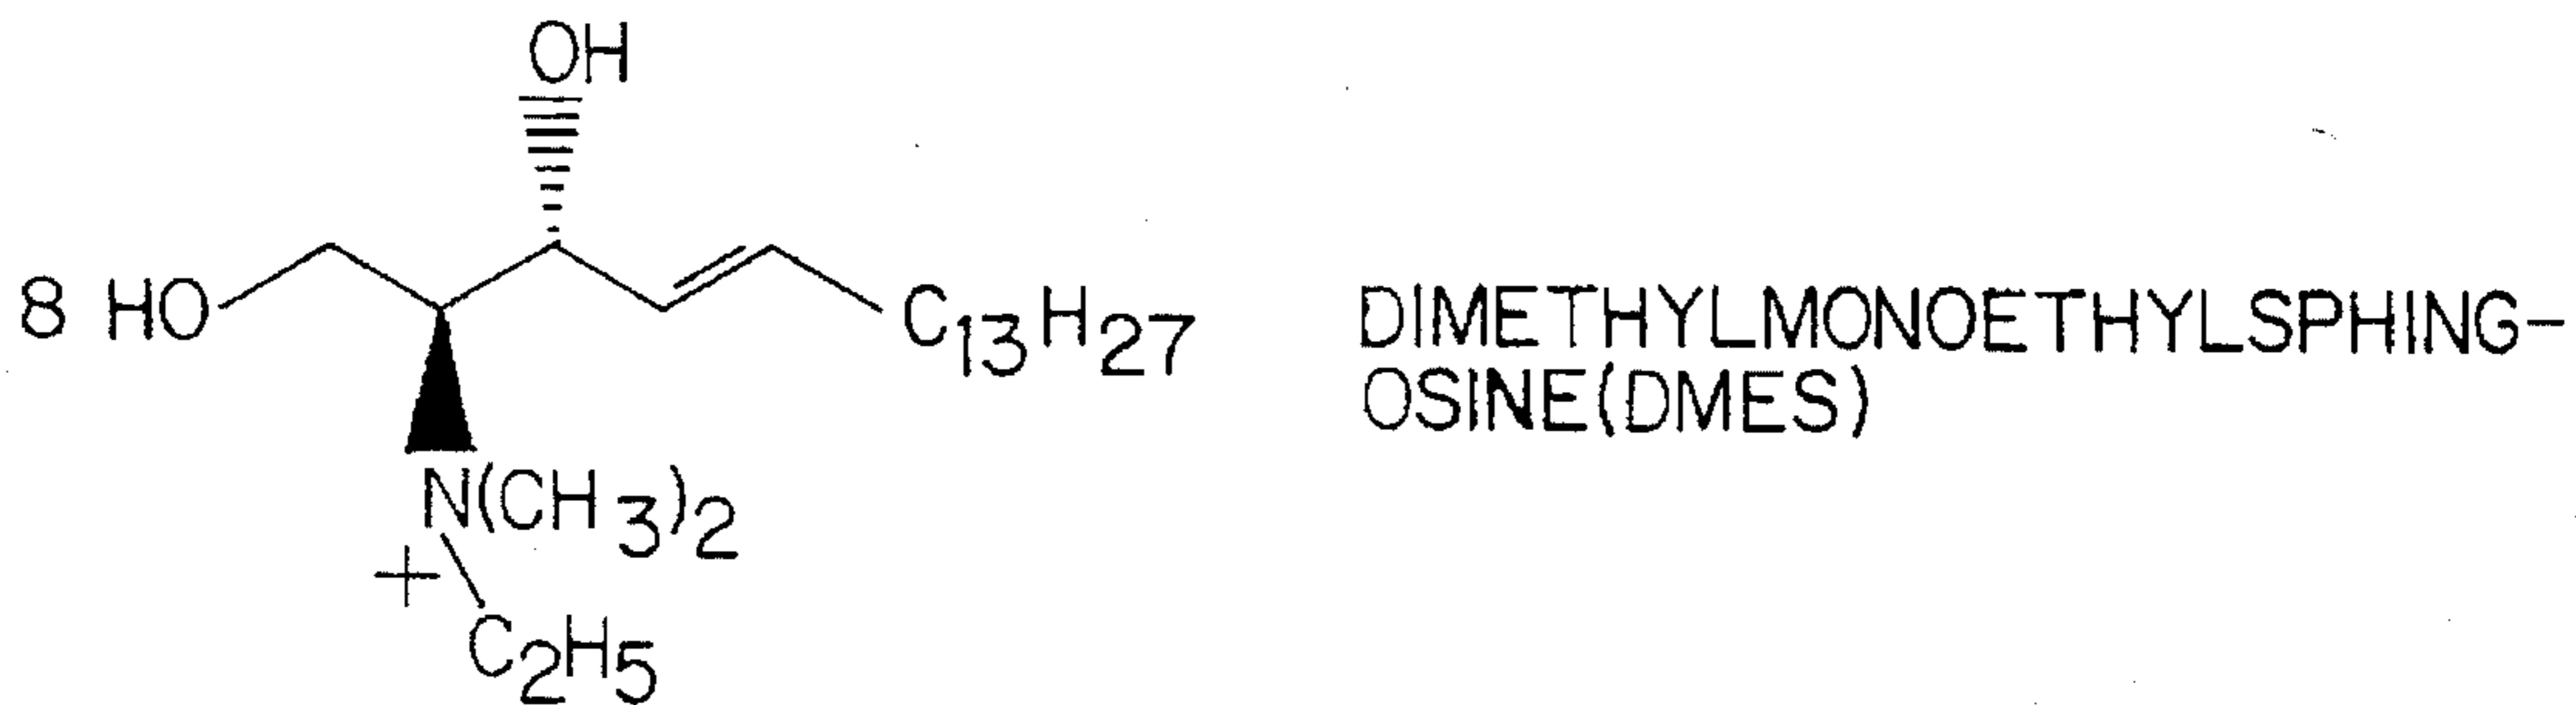 OH
8 HO
C13H27
DIMETHYLMONOETHYLSPHING-
OSINE(DMES)
N(CH3)2
+
C2H5